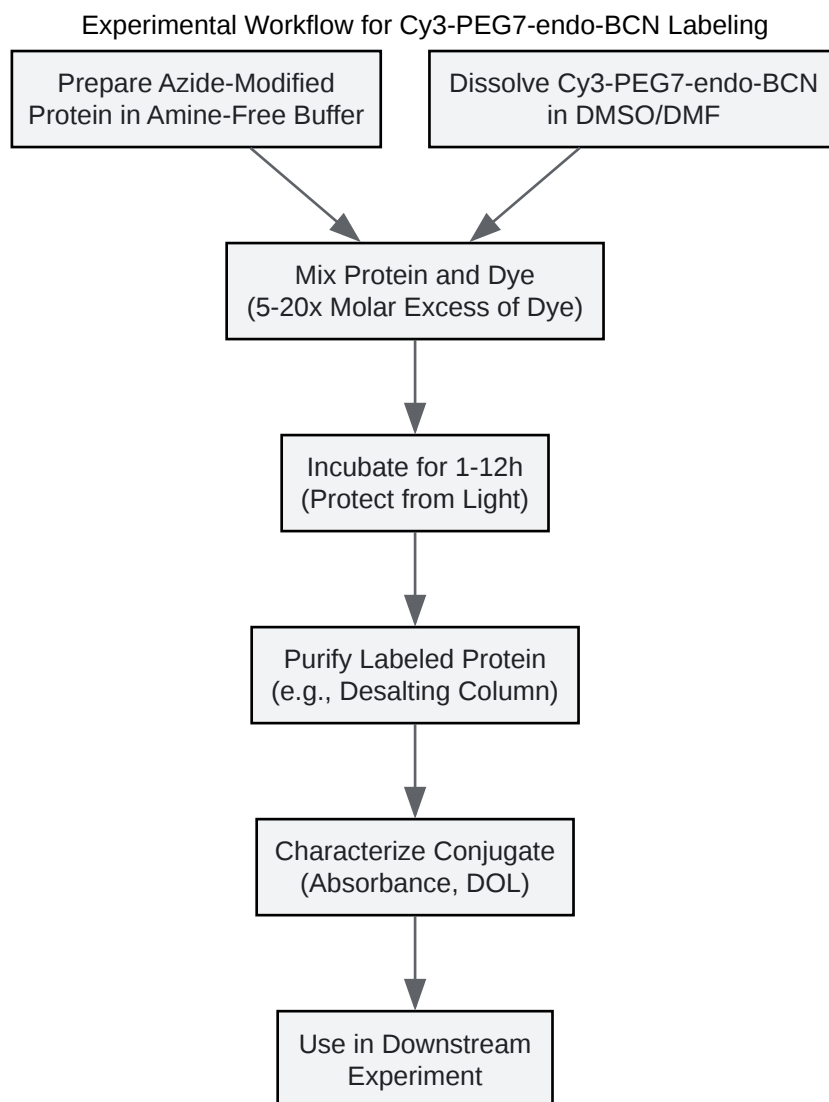 Experimental Workflow for Cy3-PEG7-endo-BCN Labeling
Prepare Azide-Modified
Protein in Amine-Free Buffer
Dissolve Cy3-PEG7-endo-BCN
in DMSO/DMF
Mix Protein and Dye
(5-20x Molar Excess of Dye)
Incubate for 1-12h
(Protect from Light)
Purify Labeled Protein
(e.g., Desalting Column)
Characterize Conjugate
(Absorbance, DOL)
Use in Downstream
Experiment